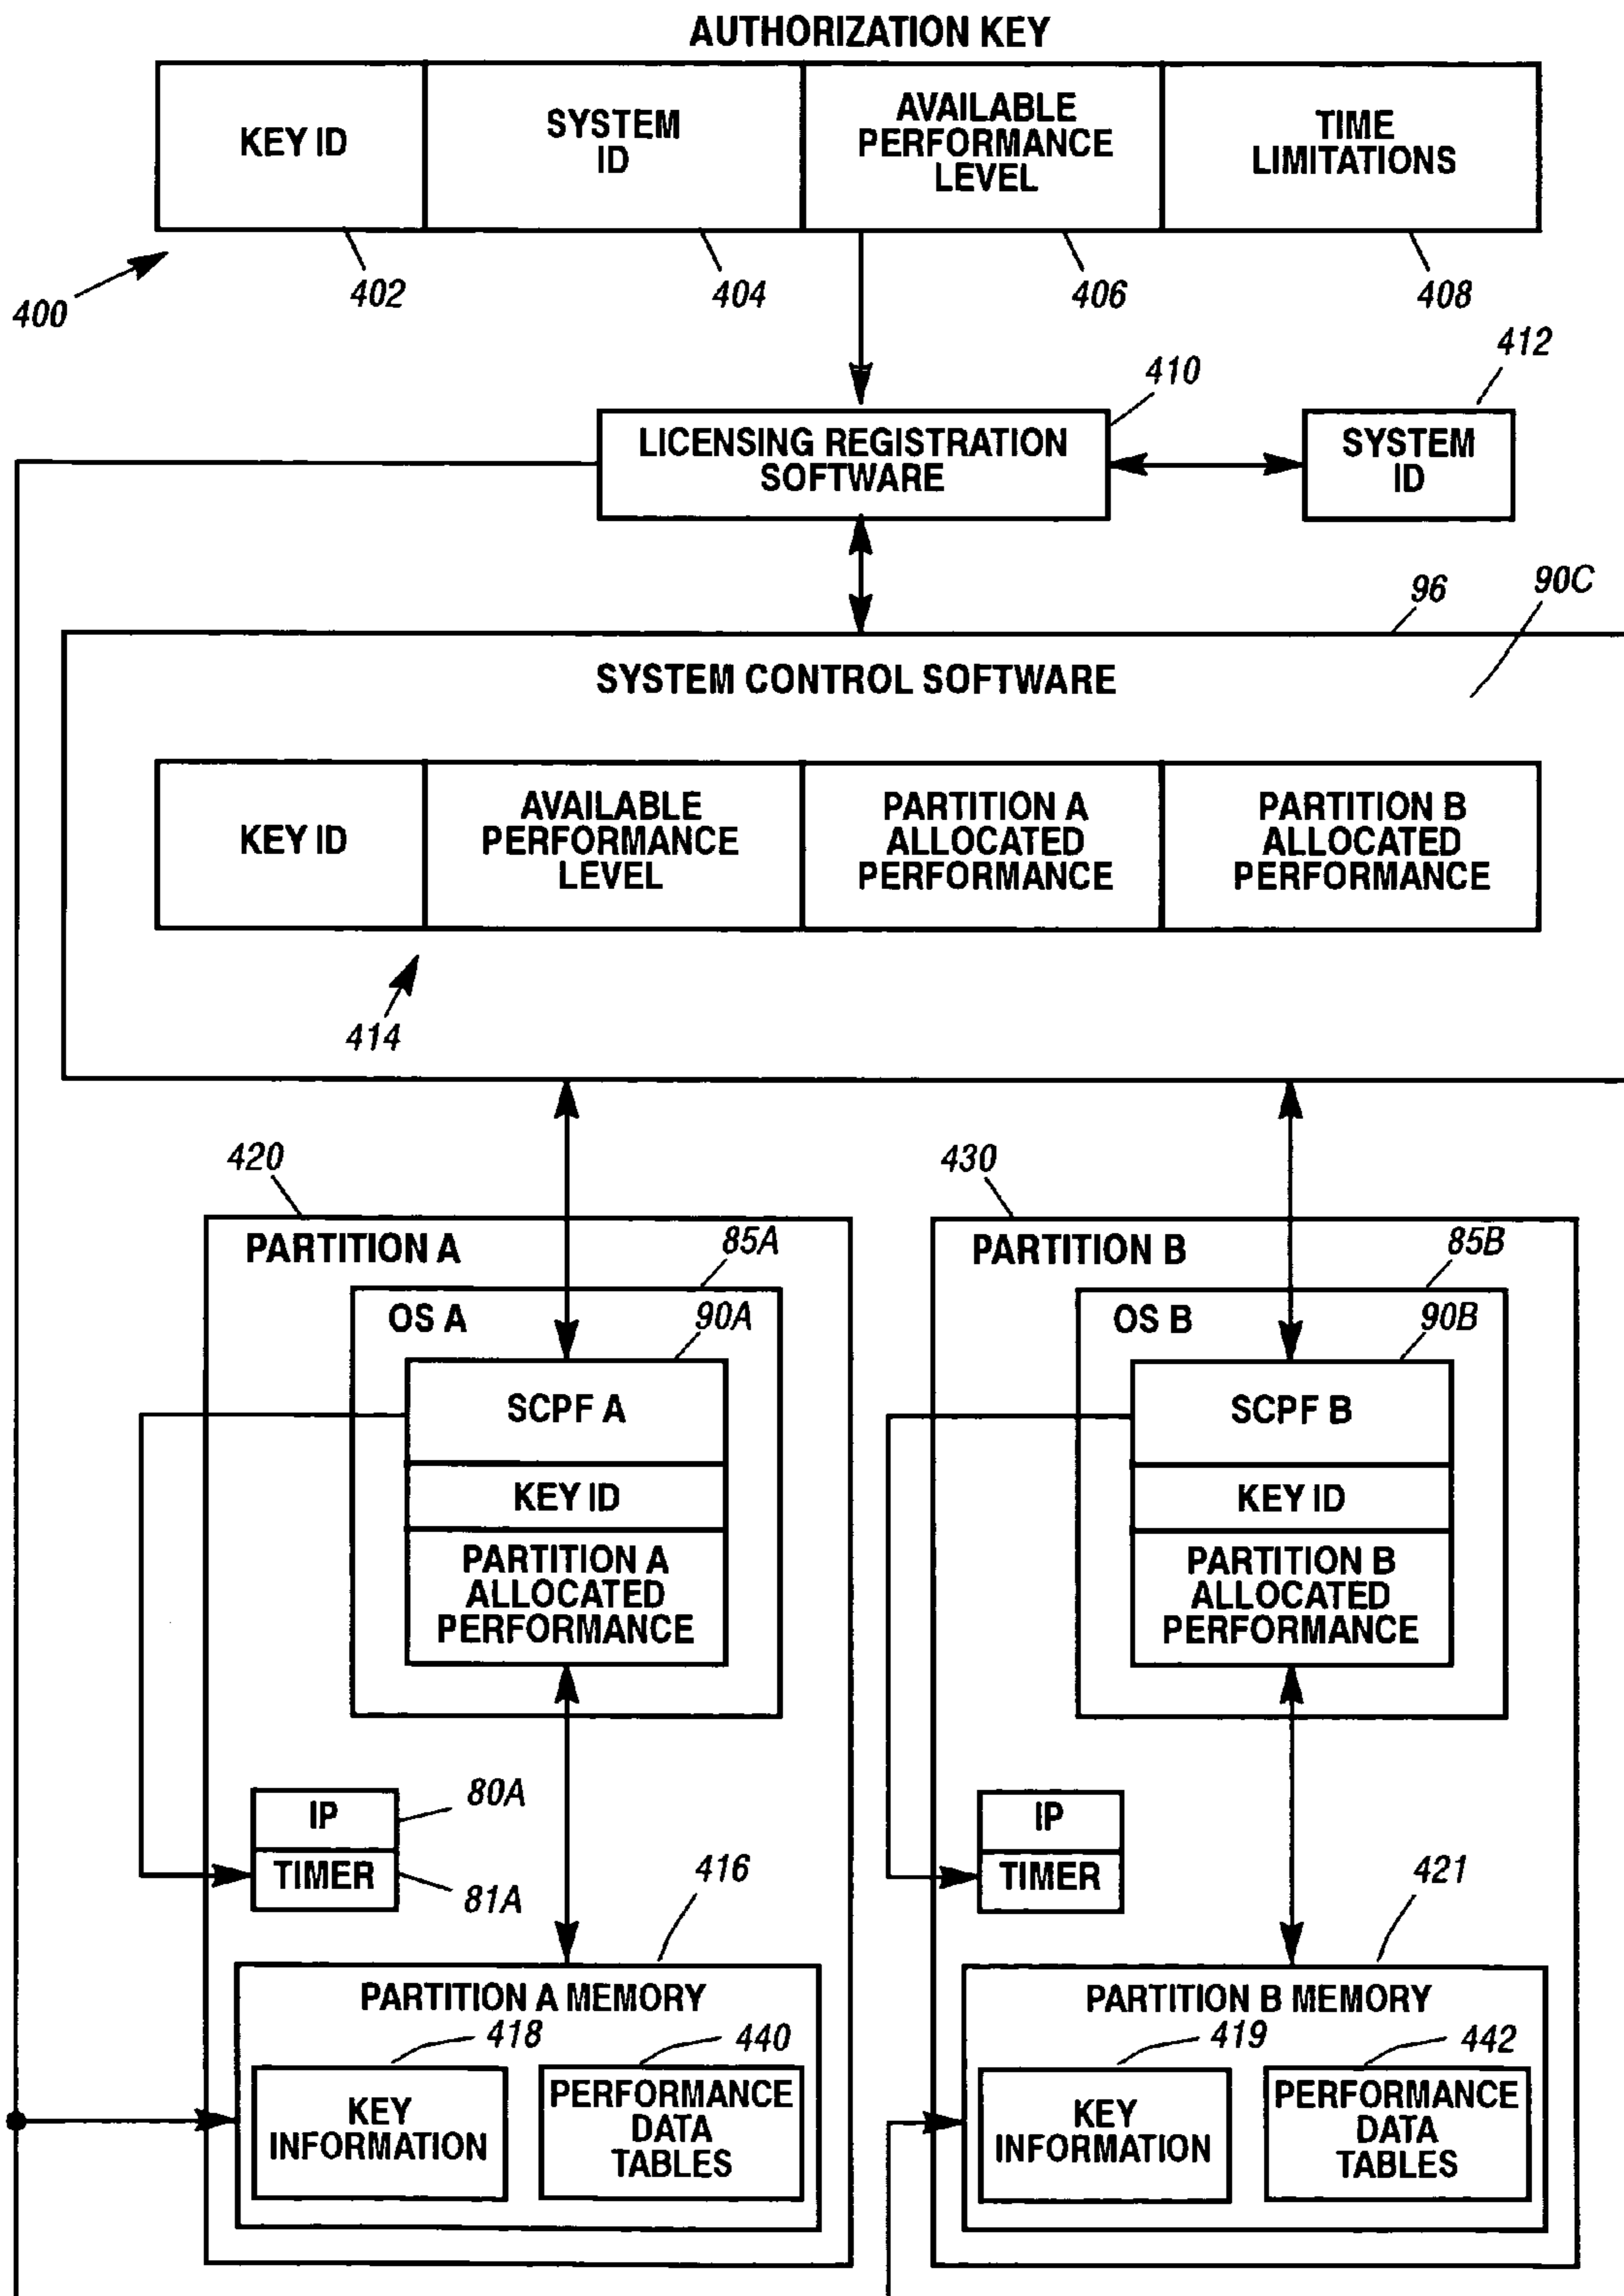 AUTHORIZATION KEY
KEY ID
SYSTEM
ID
AVAILABLE
PERFORMANCE
LEVEL
TIME
LIMITATIONS
400
402
404
406
408
410
412
LICENSING REGISTRATION
SOFTWARE
SYSTEM
ID
96
90C
SYSTEM CONTROL SOFTWARE
KEY ID
AVAILABLE
PERFORMANCE
LEVEL
PARTITION A
ALLOCATED
PERFORMANCE
PARTITION B
ALLOCATED
PERFORMANCE
414
420
PARTITION A
85A
OS A
90A
SCPF A
KEY ID
PARTITION A
ALLOCATED
PERFORMANCE
IP
80A
TIMER
81A
416
PARTITION A MEMORY
418
440
KEY
INFORMATION
PERFORMANCE
DATA
TABLES
430
PARTITION B
85B
OS B
90B
SCPF B
KEY ID
PARTITION B
ALLOCATED
PERFORMANCE
IP
TIMER
421
PARTITION B MEMORY
419
442
KEY
INFORMATION
PERFORMANCE
DATA
TABLES